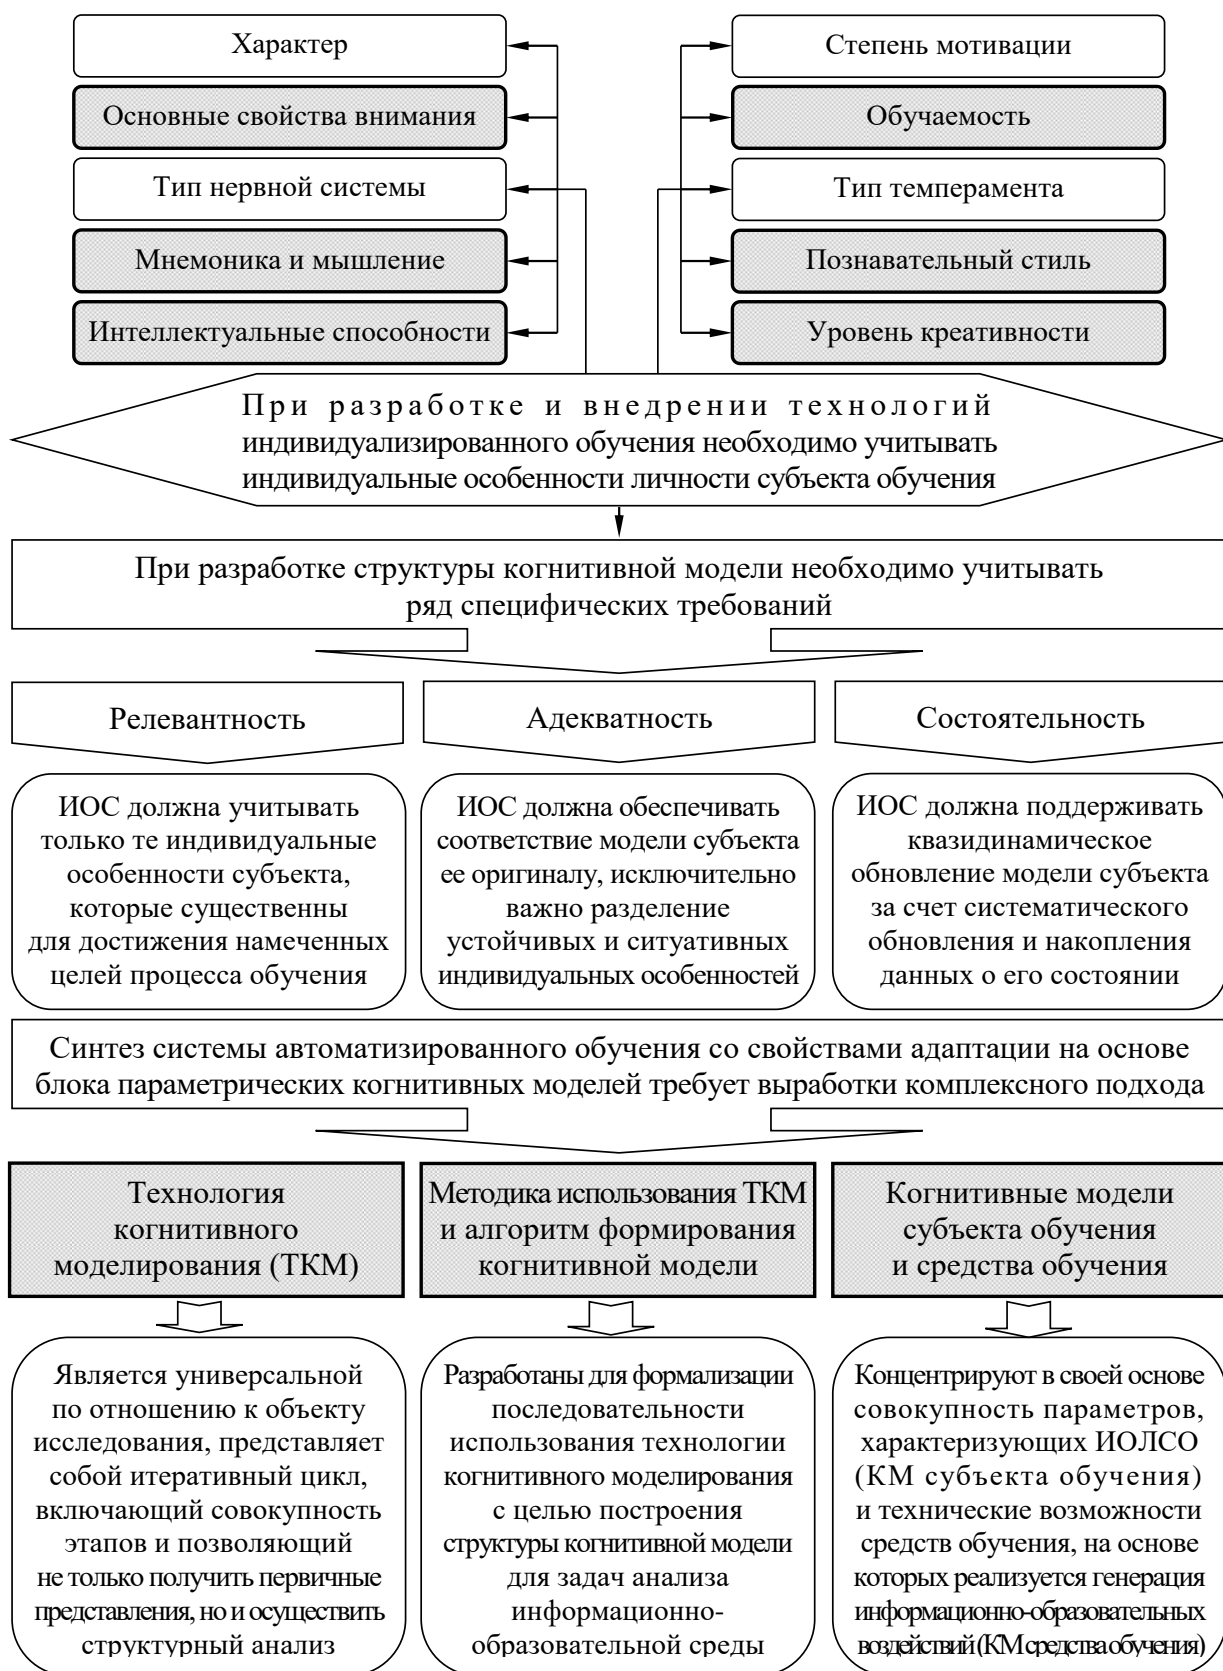 Характер
Основные свойства внимания
Тип нервной системы
Мнемоника и мышление
Интеллектуальные способности
Степень мотивации
Обучаемость
Тип темперамента
Познавательный стиль
Уровень креативности
При разработке и внедрении технологий
индивидуализированного обучения необходимо учитывать
индивидуальные особенности личности субъекта обучения
При разработке структуры когнитивной модели необходимо учитывать
ряд специфических требований
Релевантность
ИОС должна учитывать
только те индивидуальные
особенности субъекта,
которые существенны
для достижения намеченных
целей процесса обучения
Адекватность
ИОС должна обеспечивать
соответствие модели субъекта
ее оригиналу, исключительно
важно разделение
устойчивых и ситуативных
индивидуальных особенностей
Состоятельность
ИОС должна поддерживать
квазидинамическое
обновление модели субъекта
за счет систематического
обновления и накопления
данных о его состоянии
Синтез системы автоматизированного обучения со свойствами адаптации на основе
блока параметрических когнитивных моделей требует выработки комплексного подхода
Технология
когнитивного
моделирования (ТКМ)
Является универсальной
по отношению к объекту
исследования, представляет
собой итеративный цикл,
включающий совокупность
этапов и позволяющий
не только получить первичные
представления, но и осуществить
структурный анализ
Методика использования ТКМ
и алгоритм формирования
когнитивной модели
Разработаны для формализации
последовательности
использования технологии
когнитивного моделирования
с целью построения
структуры когнитивной модели
для задач анализа
информационно-
образовательной среды
Когнитивные модели
субъекта обучения
и средства обучения
Концентрируют в своей основе
совокупность параметров,
характеризующих ИОЛСО
(КМ субъекта обучения)
и технические возможности
средств обучения, на основе
которых реализуется генерация
информационно-образовательных
воздействий (КМ средства обучения)